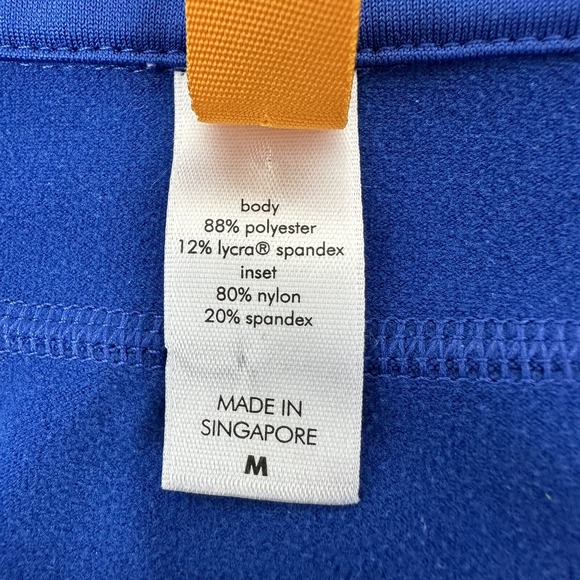 body
88% polyester
12% lycra® spandex
inset
80% nylon
20% spandex
MADE IN
SINGAPORE
M